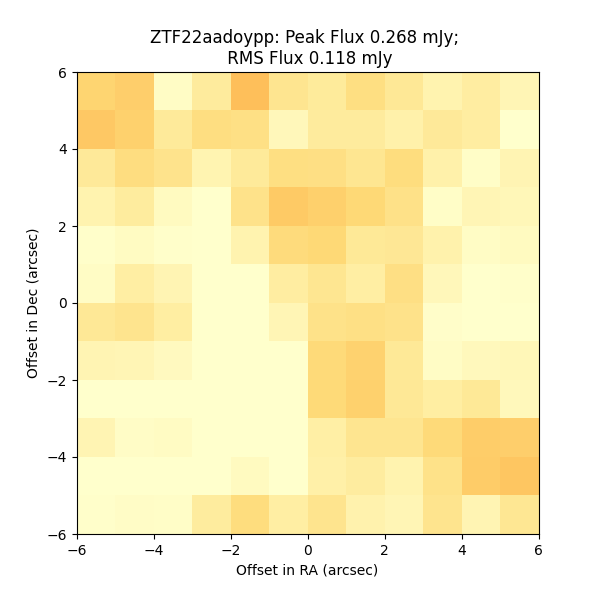 ZTF22aadoypp: Peak Flux 0.268 mJy;
RMS Flux 0.118 mJy
6
4
2
0
−2
−4
−6
Offset in Dec (arcsec)
−6 −4 −2 0 2 4 6
Offset in RA (arcsec)